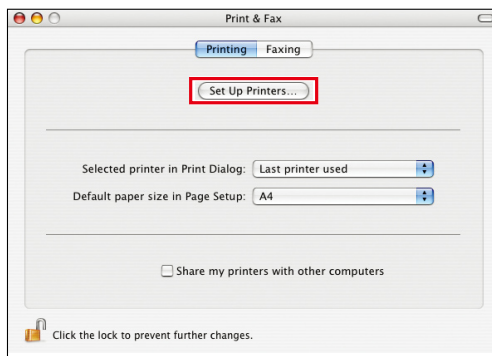 Print & Fax
Printing Faxing
Set Up Printers...
Selected printer in Print Dialog: Last printer used
Default paper size in Page Setup: A4
Share my printers with other computers
Click the lock to prevent further changes.